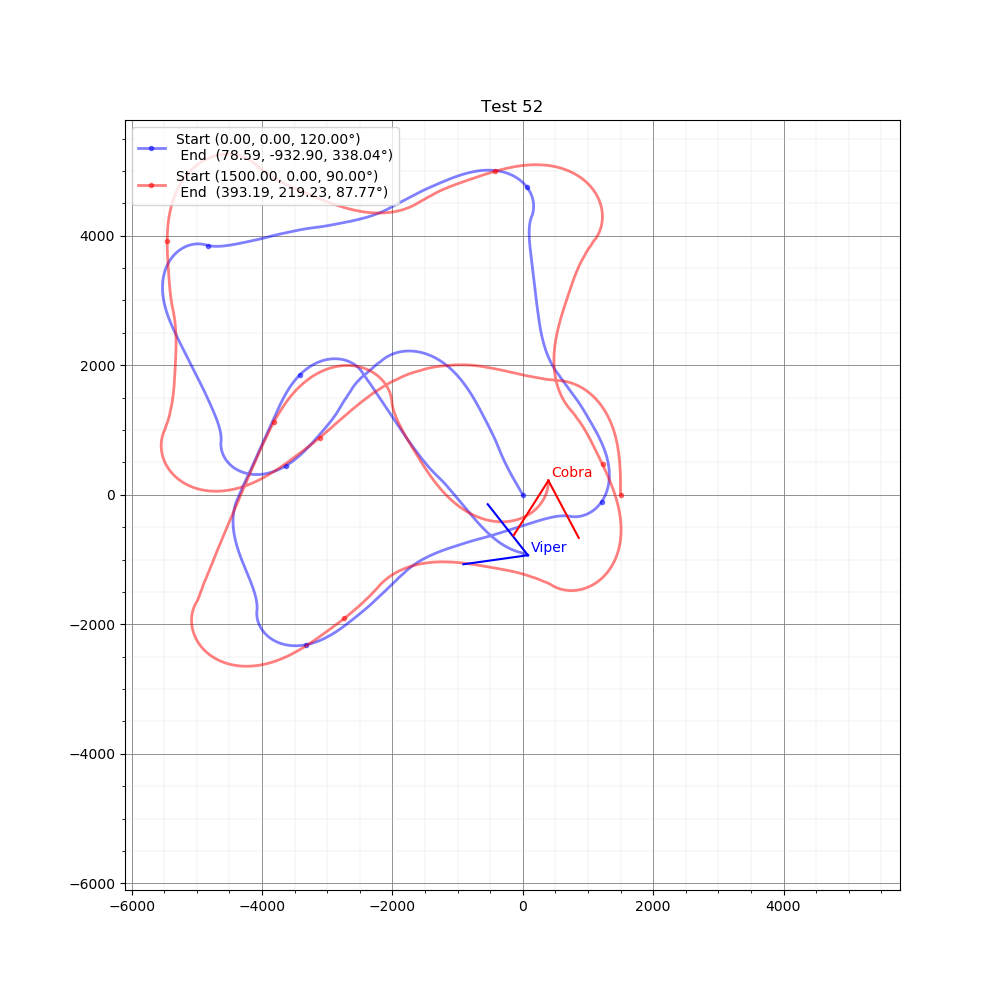 Test 52
Start (0.00, 0.00, 120.00°)
End (78.59, -932.90, 338.04°)
Start (1500.00, 0.00, 90.00°)
End (393.19, 219.23, 87.77°)
4000
2000
0
−2000
−4000
−6000
Cobra
Viper
−6000 −4000 −2000 0 2000 4000